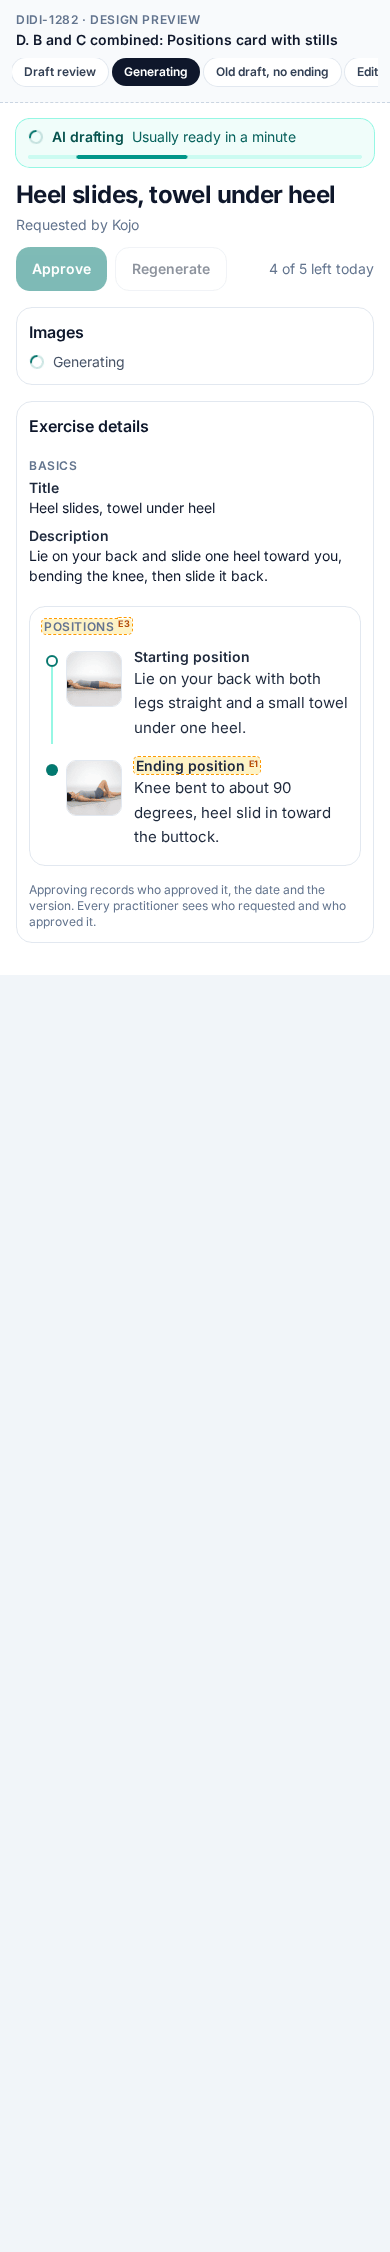 DIDI-1282 · DESIGN PREVIEW
D. B and C combined: Positions card with stills
Draft review
Generating
Old draft, no ending
Edit
AI drafting Usually ready in a minute
Heel slides, towel under heel
Requested by Kojo
Approve
Regenerate
4 of 5 left today
Images
Generating
Exercise details
BASICS
Title
Heel slides, towel under heel
Description
Lie on your back and slide one heel toward you,
bending the knee, then slide it back.
POSITIONS E3
Starting position
Lie on your back with both
legs straight and a small towel
under one heel.
Ending position E1
Knee bent to about 90
degrees, heel slid in toward
the buttock.
Approving records who approved it, the date and the
version. Every practitioner sees who requested and who
approved it.